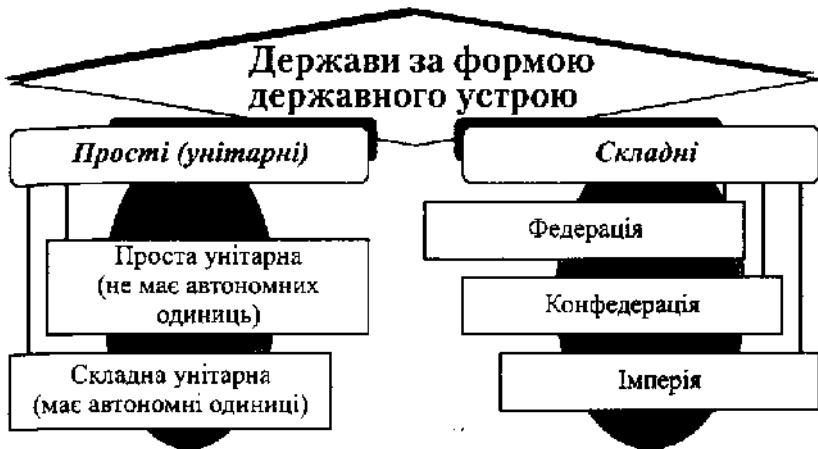 Держави за формою
державного устрою
Прості (унітарні)
Складні
Проста унітарна
(не має автономних
одиниць)
Складна унітарна
(має автономні одиниці)
Федерація
Конфедерація
Імперія